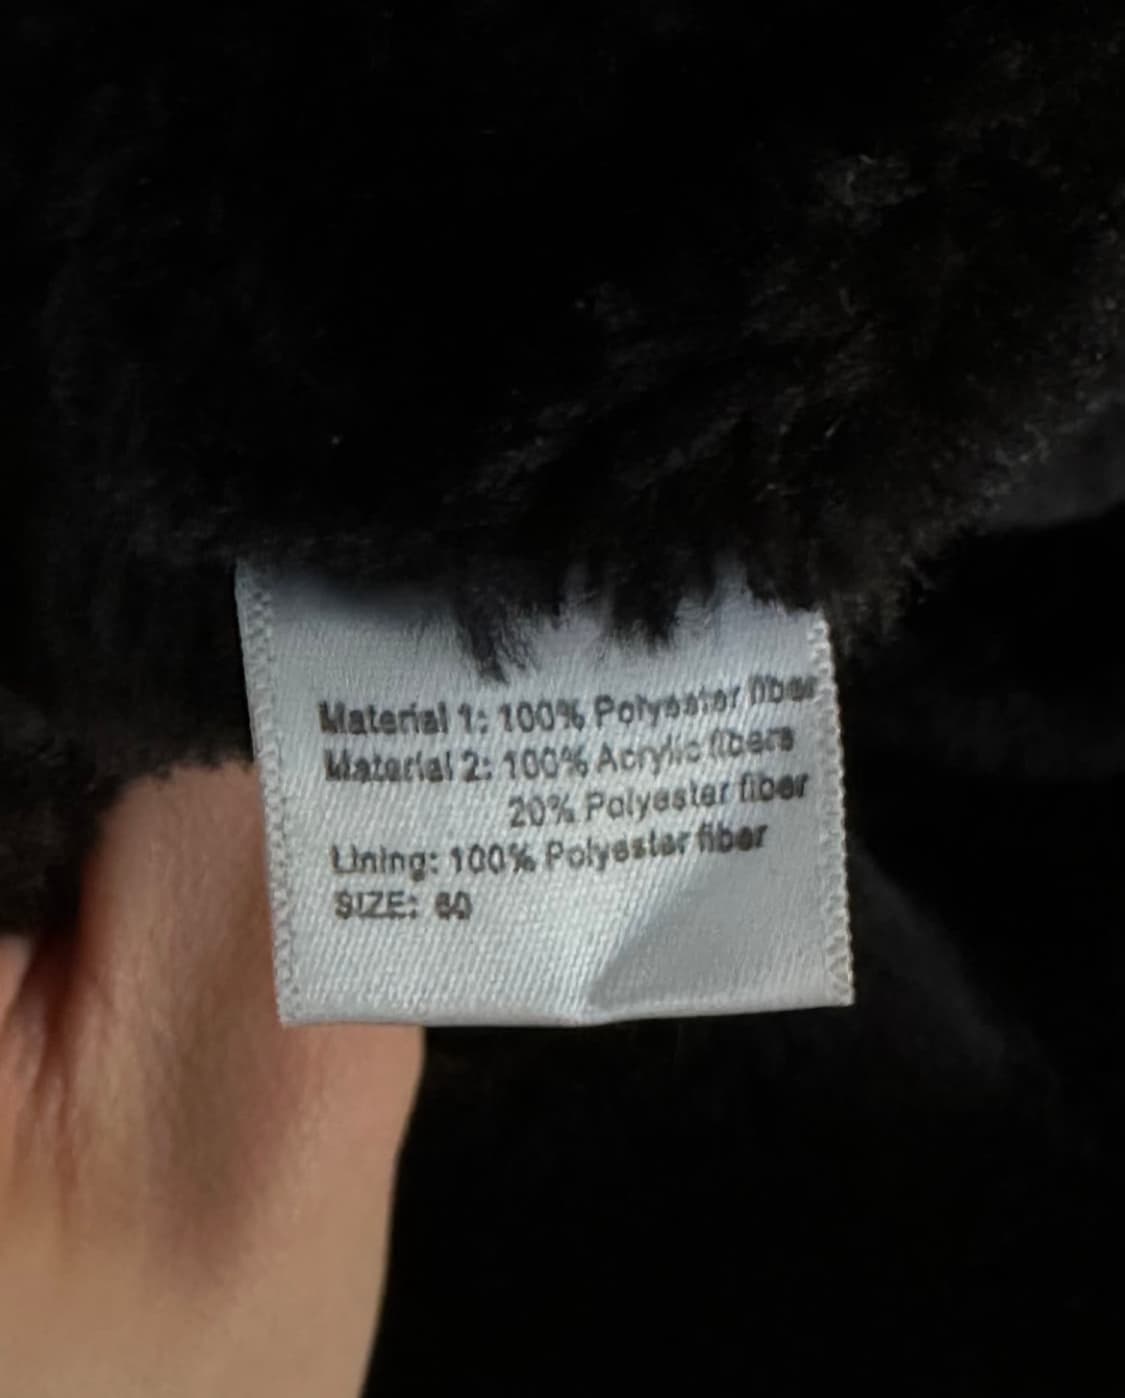 Material 1: 100% Polyester fiber
Material 2: 100% Acrylic fibers
20% Polyester fiber
Lining: 100% Polyester fiber
SIZE: 60